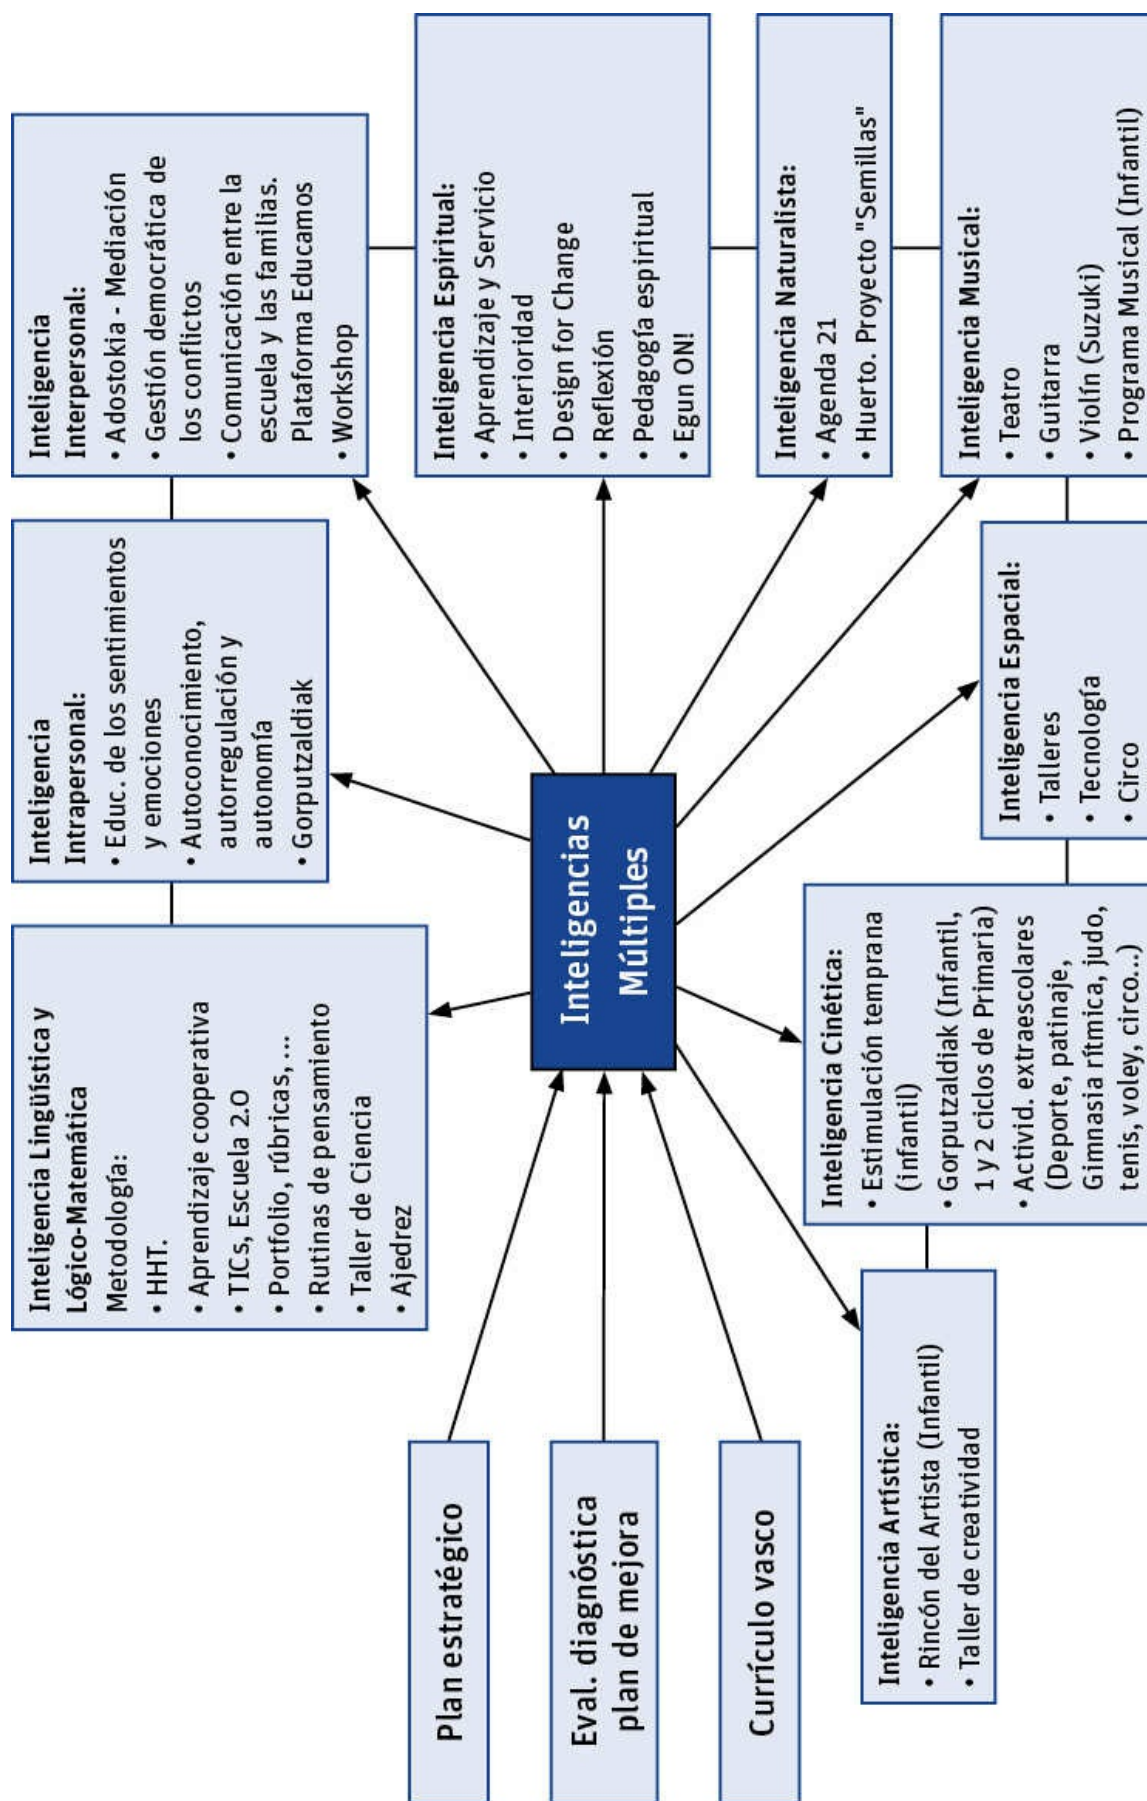 Plan estratégico
Eval. diagnóstica
plan de mejora
Currículo vasco
Inteligencias
Múltiples
Inteligencia Lingüística y
Lógico-Matemática
Metodología:
• HHT.
• Aprendizaje cooperativa
• TICs, Escuela 2.0
• Portfolio, rúbricas, ...
• Rutinas de pensamiento
• Taller de Ciencia
• Ajedrez
Inteligencia
Intrapersonal:
• Educ. de los sentimientos
y emociones
• Autoconocimiento,
autorregulación y
autonomía
• Gorputzaldiak
Inteligencia
Interpersonal:
• Adostokia - Mediación
• Gestión democrática de
los conflictos
• Comunicación entre la
escuela y las familias.
Plataforma Educamos
• Workshop
Inteligencia Espiritual:
• Aprendizaje y Servicio
• Interioridad
• Design for Change
• Reflexión
• Pedagogía espiritual
• Egun ON!
Inteligencia Naturalista:
• Agenda 21
• Huerto. Proyecto "Semillas"
Inteligencia Musical:
• Teatro
• Guitarra
• Violín (Suzuki)
• Programa Musical (Infantil)
Inteligencia Espacial:
• Talleres
• Tecnología
• Circo
Inteligencia Cinética:
• Estimulación temprana
(infantil)
• Gorputzaldiak (Infantil,
1 y 2 ciclos de Primaria)
• Activid. extraescolares
(Deporte, patinaje,
Gimnasia rítmica, judo,
tenis, voley, circo...)
Inteligencia Artística:
• Rincón del Artista (Infantil)
• Taller de creatividad